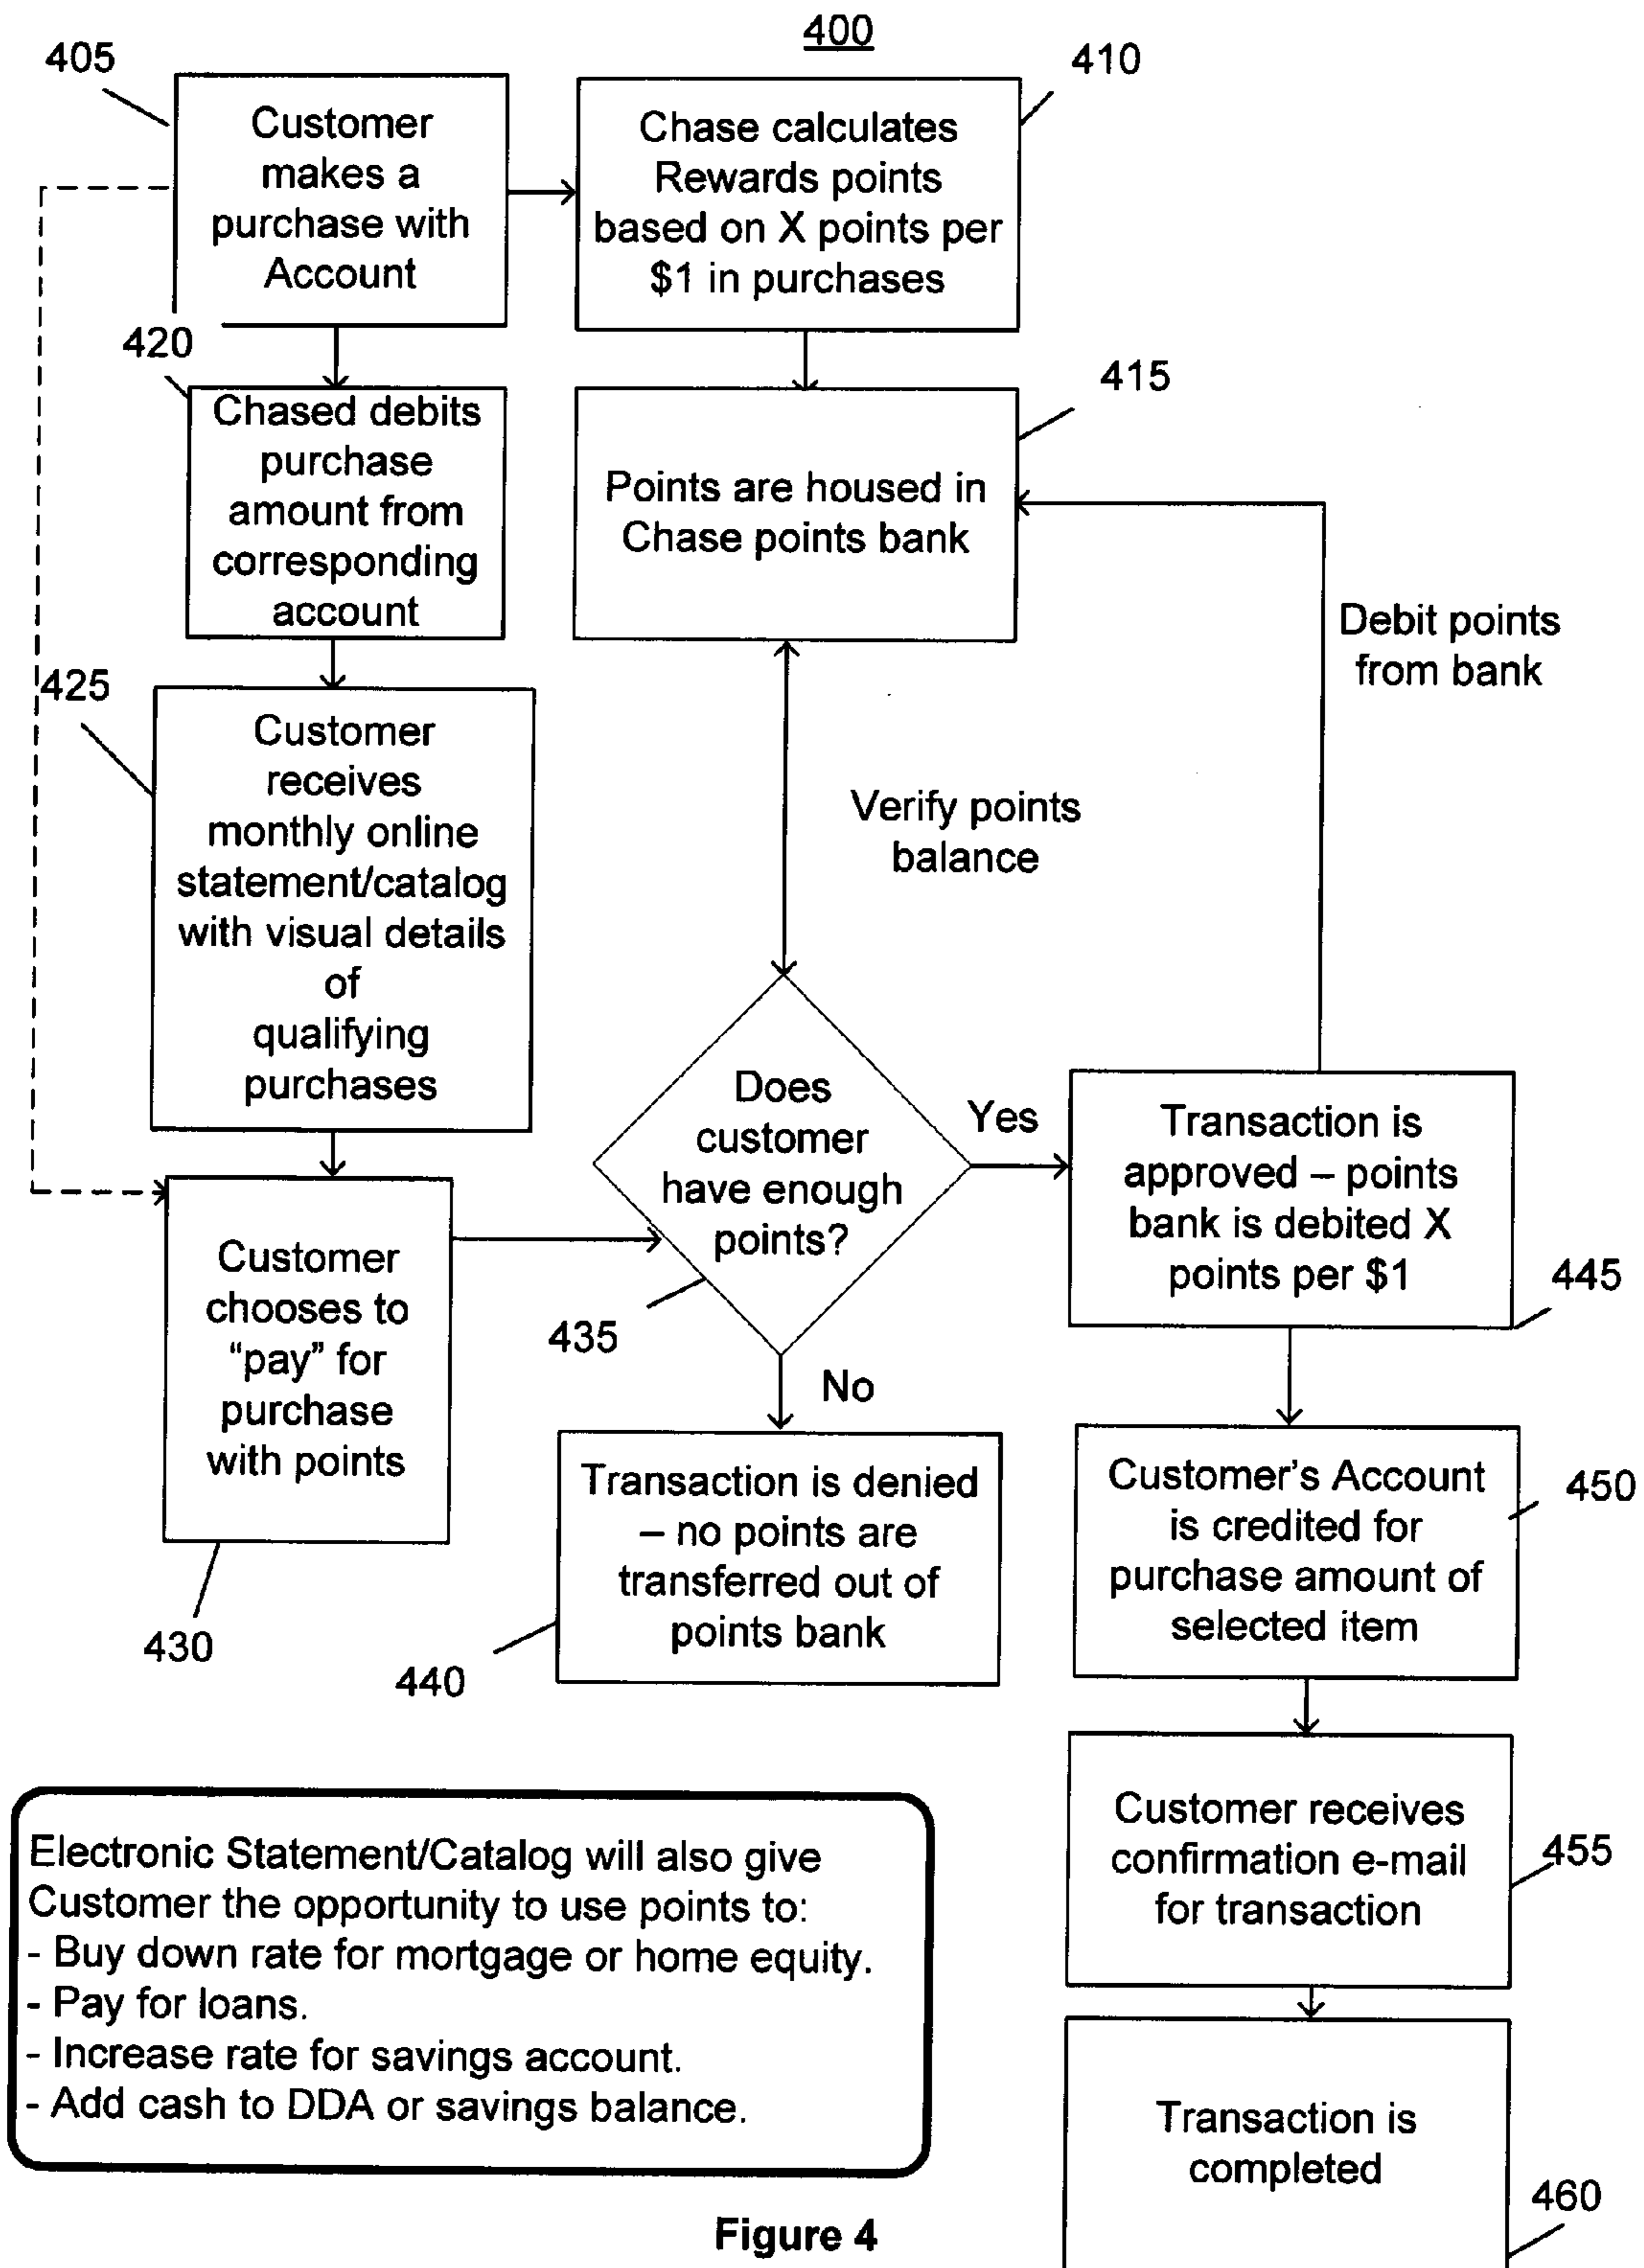 400
405
Customer
makes a
purchase with
Account
410
Chase calculates
Rewards points
based on X points per
$1 in purchases
420
Chased debits
purchase
amount from
corresponding
account
415
Points are housed in
Chase points bank
Debit points
from bank
425
Customer
receives
monthly online
statement/catalog
with visual details
of
qualifying
purchases
Verify points
balance
Does
customer
have enough
points?
435
Yes
No
Transaction is
approved – points
bank is debited X
points per $1
445
Customer
chooses to
“pay” for
purchase
with points
430
Transaction is denied
– no points are
transferred out of
points bank
440
Customer's Account
is credited for
purchase amount of
selected item
450
Customer receives
confirmation e-mail
for transaction
455
Electronic Statement/Catalog will also give
Customer the opportunity to use points to:
- Buy down rate for mortgage or home equity.
- Pay for loans.
- Increase rate for savings account.
- Add cash to DDA or savings balance.
Transaction is
completed
460
Figure 4